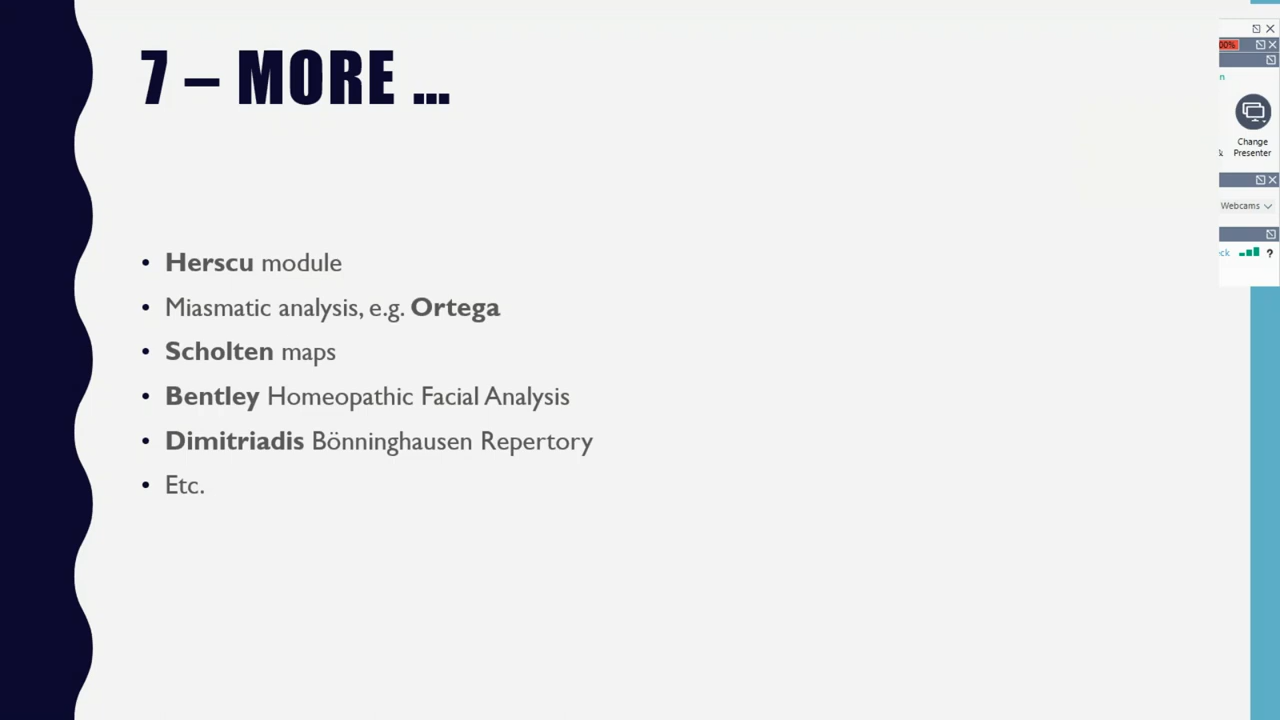 7 – MORE ...
• Herscu module
• Miasmatic analysis, e.g. Ortega
• Scholten maps
• Bentley Homeopathic Facial Analysis
• Dimitriadis Bönninghausen Repertory
• Etc.
00%
Change
Presenter
&
Webcams
?